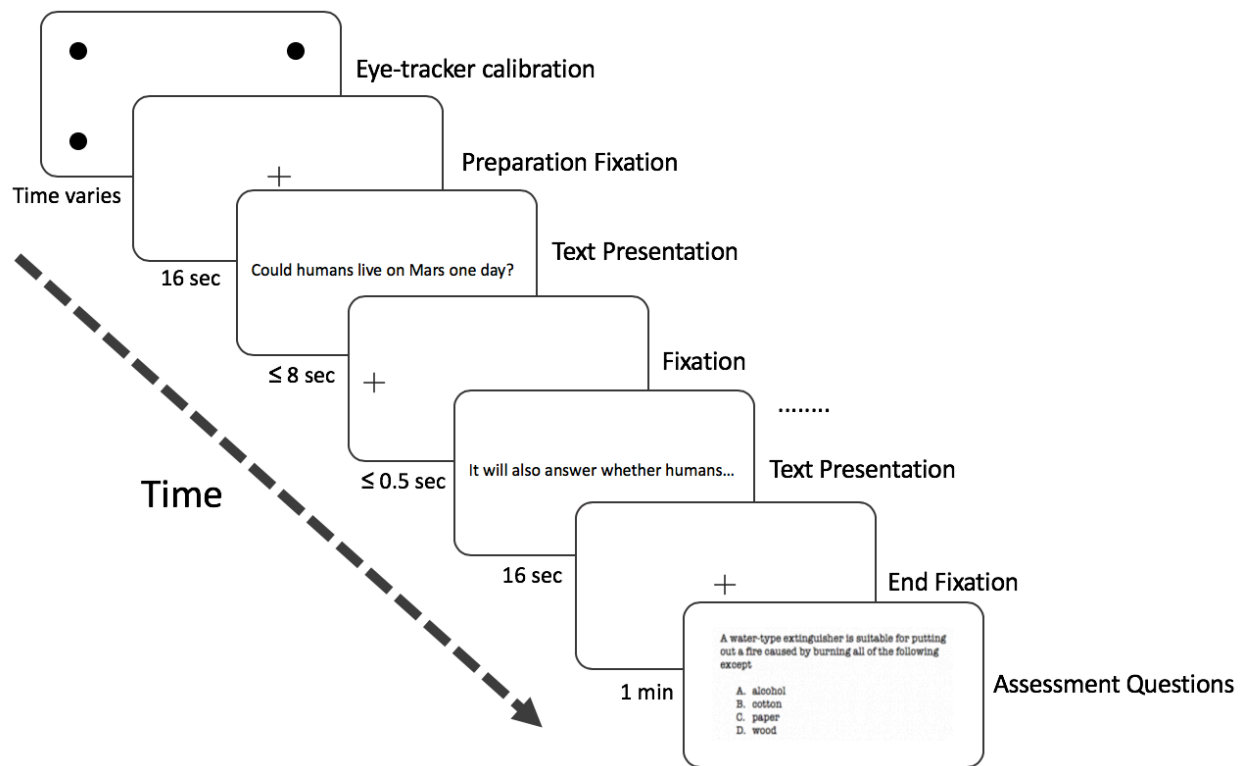 Eye-tracker calibration
Time varies
Preparation Fixation
16 sec
Could humans live on Mars one day?
Text Presentation
≤ 8 sec
Fixation
≤ 0.5 sec
........
It will also answer whether humans...
Text Presentation
16 sec
End Fixation
1 min
A water-type extinguisher is suitable for putting
out a fire caused by burning all of the following
except
A. alcohol
B. cotton
C. paper
D. wood
Assessment Questions
Time